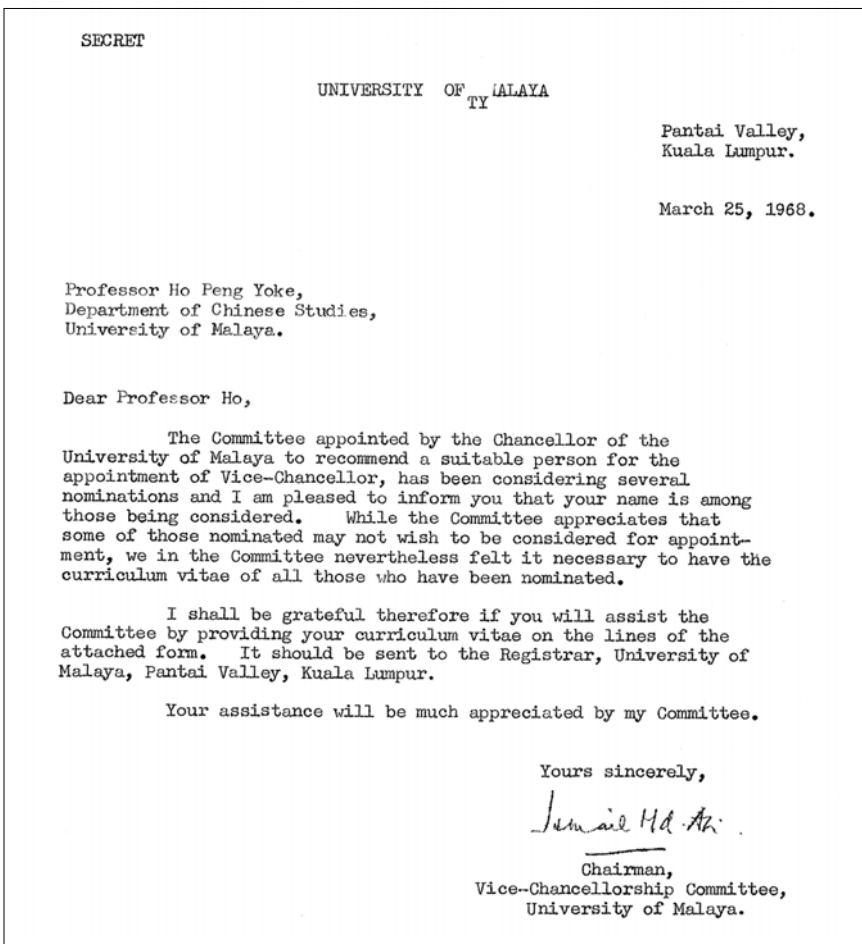 SECRET
UNIVERSITY OF TY MALAYA
Pantai Valley,
Kuala Lumpur.
March 25, 1968.
Professor Ho Peng Yoke,
Department of Chinese Studies,
University of Malaya.
Dear Professor Ho,
The Committee appointed by the Chancellor of the
University of Malaya to recommend a suitable person for the
appointment of Vice-Chancellor, has been considering several
nominations and I am pleased to inform you that your name is among
those being considered. While the Committee appreciates that
some of those nominated may not wish to be considered for appoint-
ment, we in the Committee nevertheless felt it necessary to have the
curriculum vitae of all those who have been nominated.
I shall be grateful therefore if you will assist the
Committee by providing your curriculum vitae on the lines of the
attached form. It should be sent to the Registrar, University of
Malaya, Pantai Valley, Kuala Lumpur.
Your assistance will be much appreciated by my Committee.
Yours sincerely,
Ismail Md. Ali.
Chairman,
Vice-Chancellorship Committee,
University of Malaya.